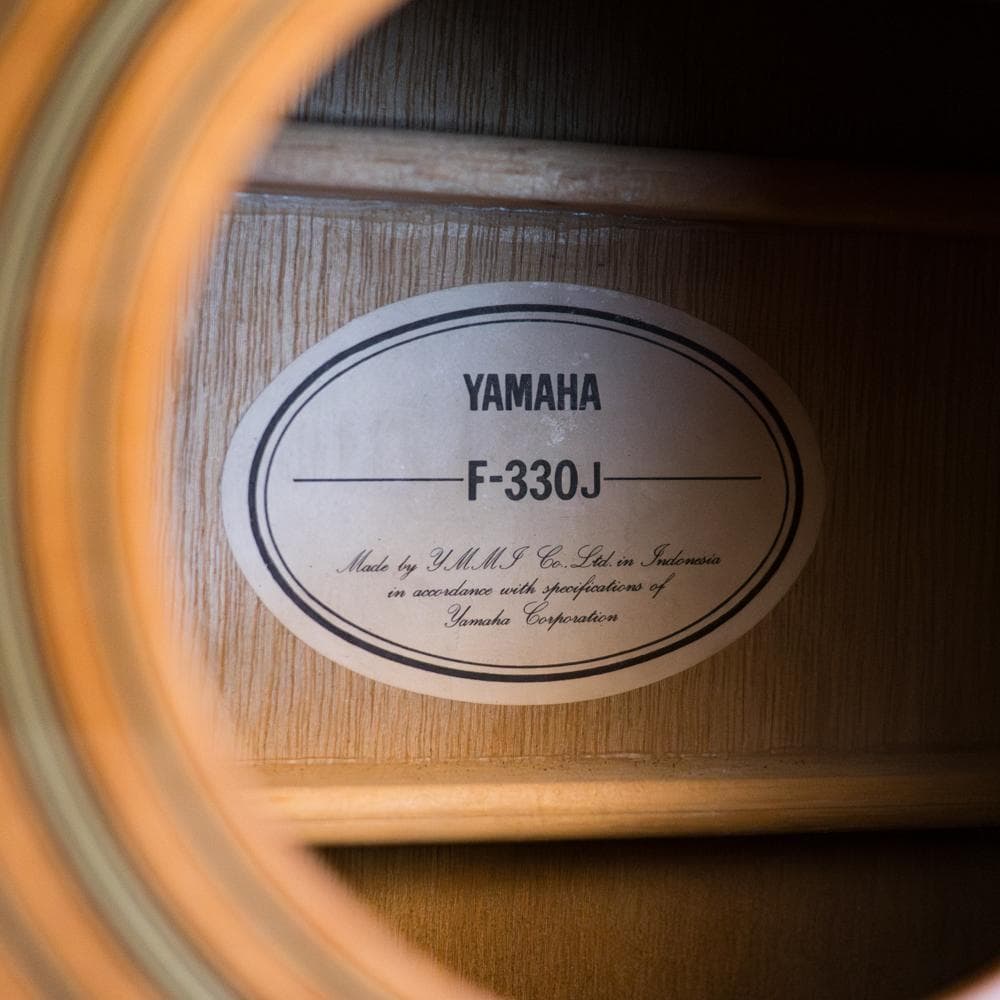 YAMAHA
F-330J
Made by YMMI Co. Ltd. in Indonesia
in accordance with specifications of
Yamaha Corporation